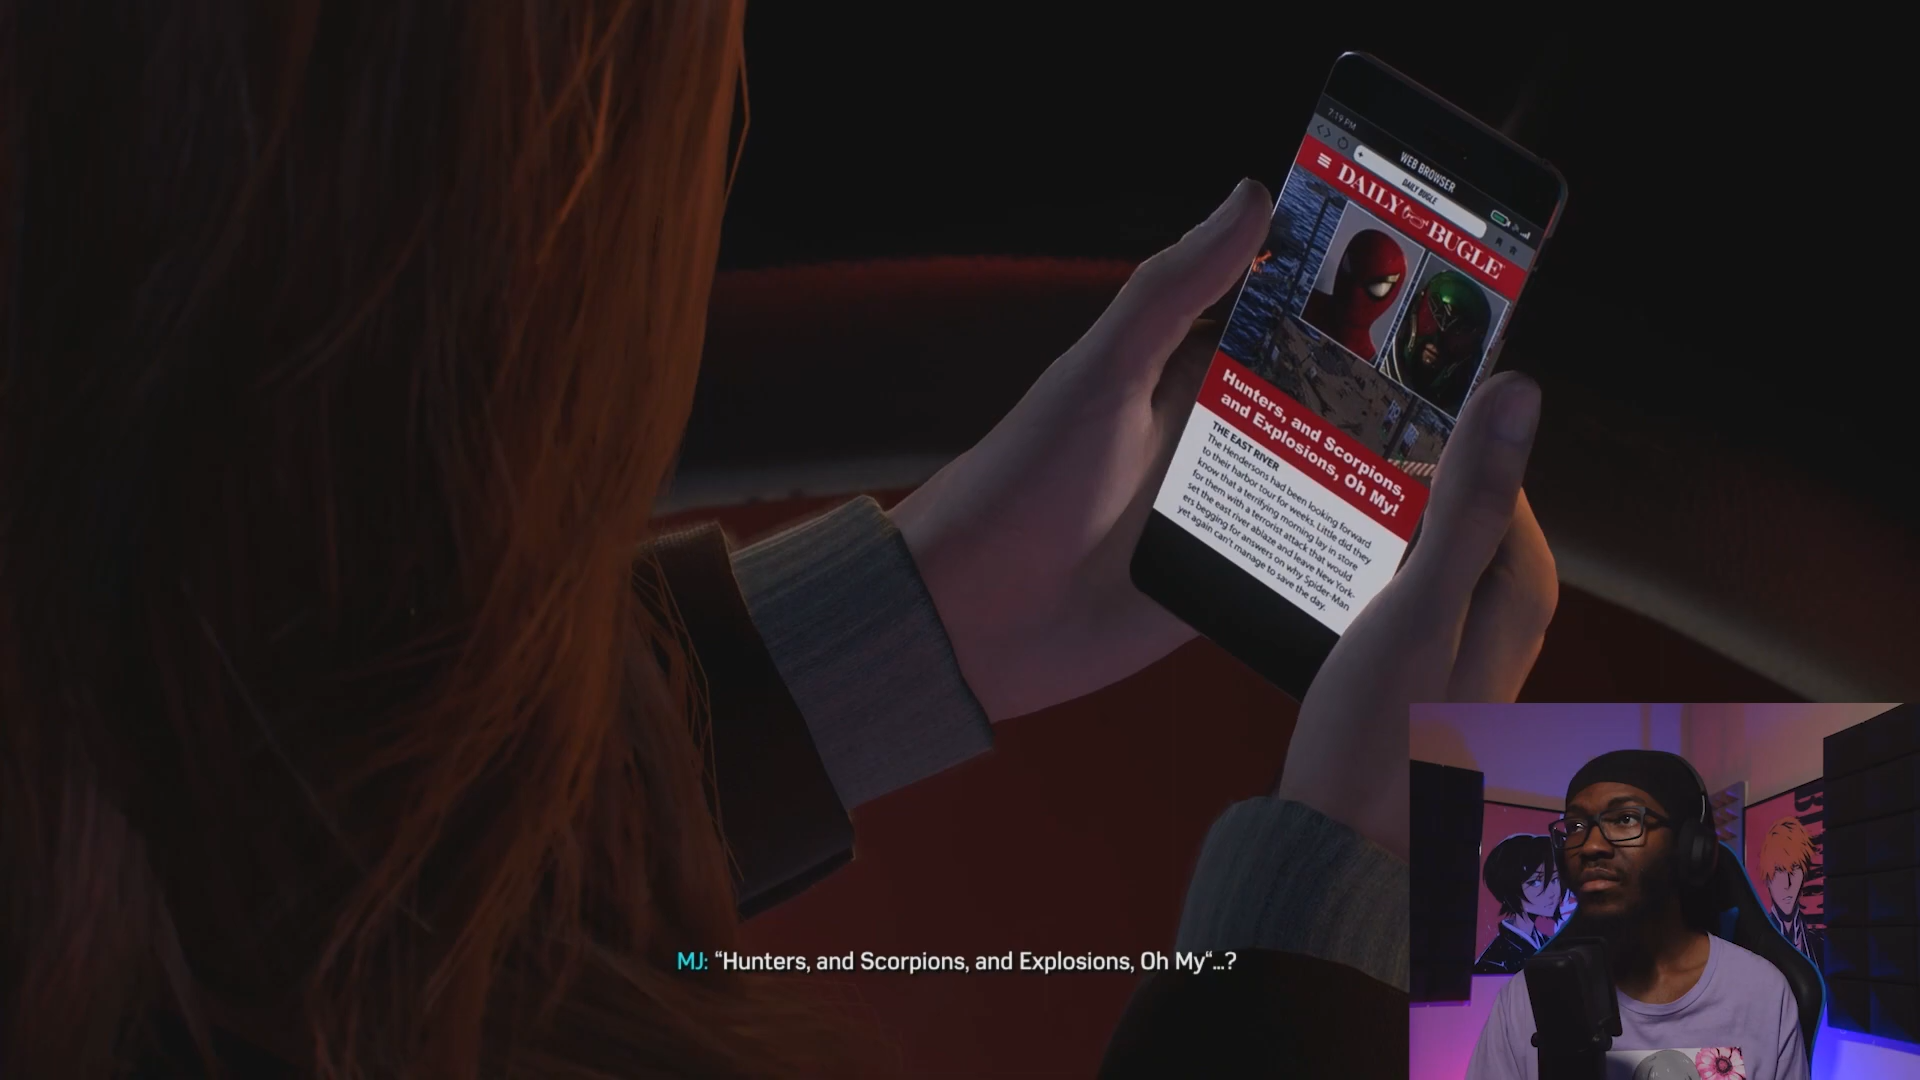 7:19 PM
WEB BROWSER
DAILY BUGLE
DAILY BUGLE
Hunters, and Scorpions,
and Explosions, Oh My!
THE EAST RIVER
The Hendersons had been looking forward
to their harbor tour for weeks. Little did they
know that a terrifying morning lay in store
for them with a terrorist attack that would
set the east river ablaze and leave New York-
ers begging for answers on why Spider-Man
yet again can't manage to save the day.
MJ: “Hunters, and Scorpions, and Explosions, Oh My“...?
BLEACH